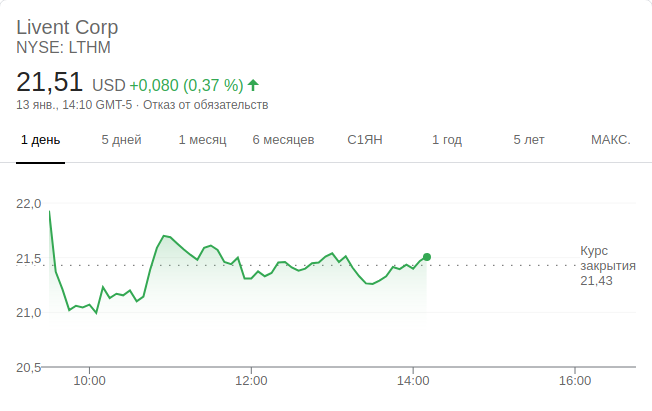 Livent Corp
NYSE: LTHM
21,51 USD +0,080 (0,37 %)
13 янв., 14:10 GMT-5 · Отказ от обязательств
1 день 5 дней 1 месяц 6 месяцев С1ЯН 1 год 5 лет МАКС.
22,0
21,5
21,0
20,5
Курс
закрытия
21,43
10:00 12:00 14:00 16:00